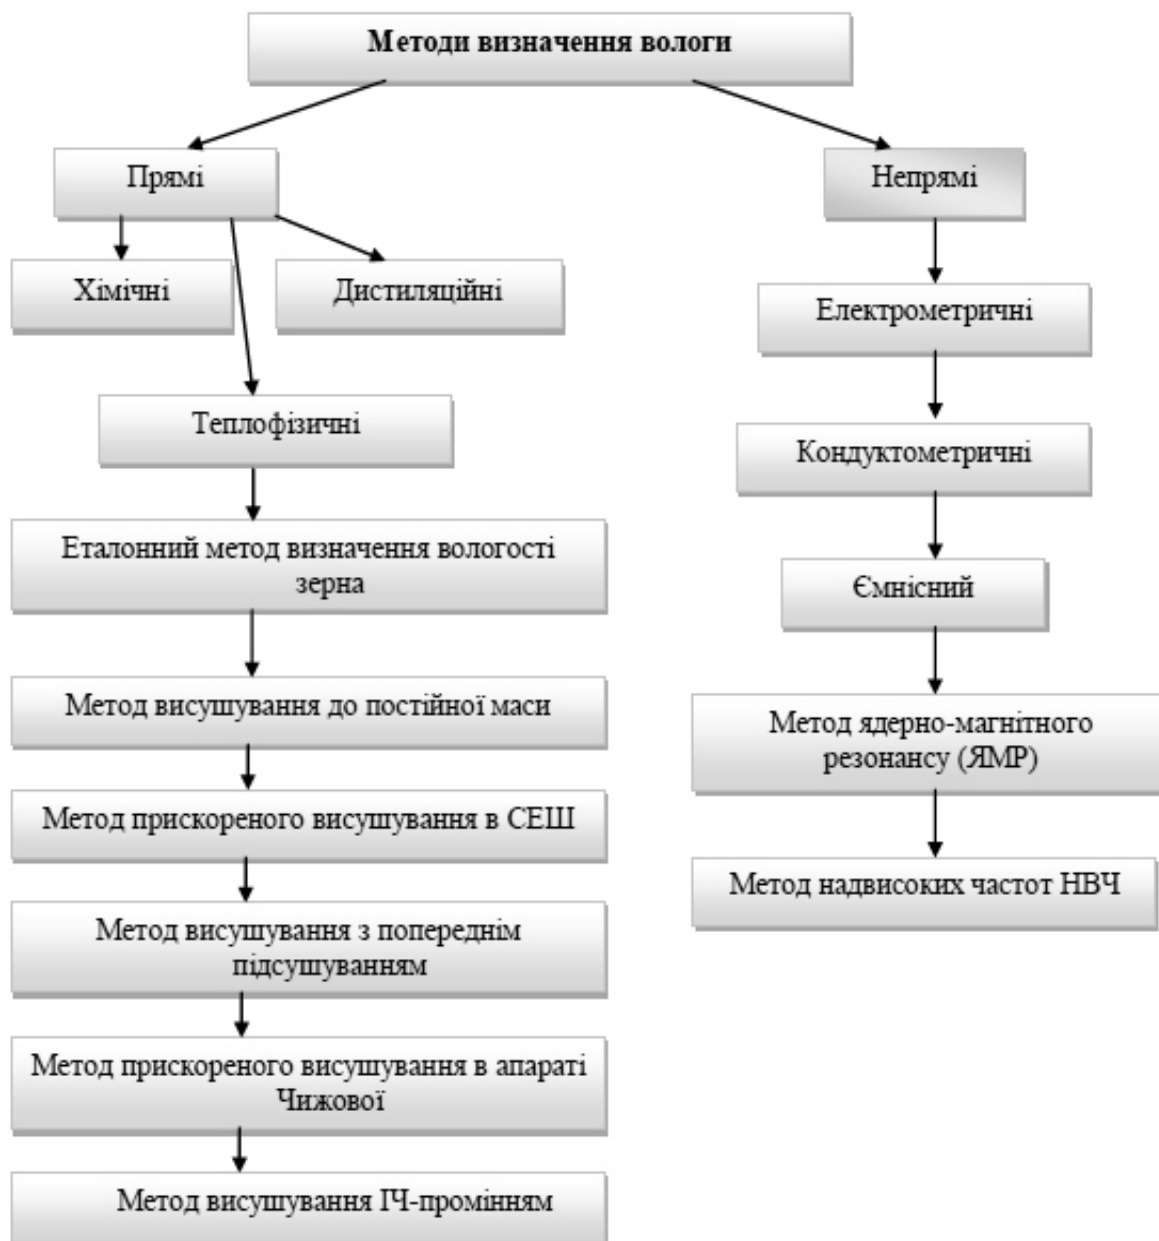 Методи визначення вологи
Прямі
Непрямі
Хімічні
Дистиляційні
Електрометричні
Теплофізичні
Кондуктометричні
Еталонний метод визначення вологості
зерна
Ємнісний
Метод висушування до постійної маси
Метод ядерно-магнітного
резонансу (ЯМР)
Метод прискореного висушування в СЕШ
Метод надвисоких частот НВЧ
Метод висушування з попереднім
підсушуванням
Метод прискореного висушування в апараті
Чижової
Метод висушування ІЧ-промінням